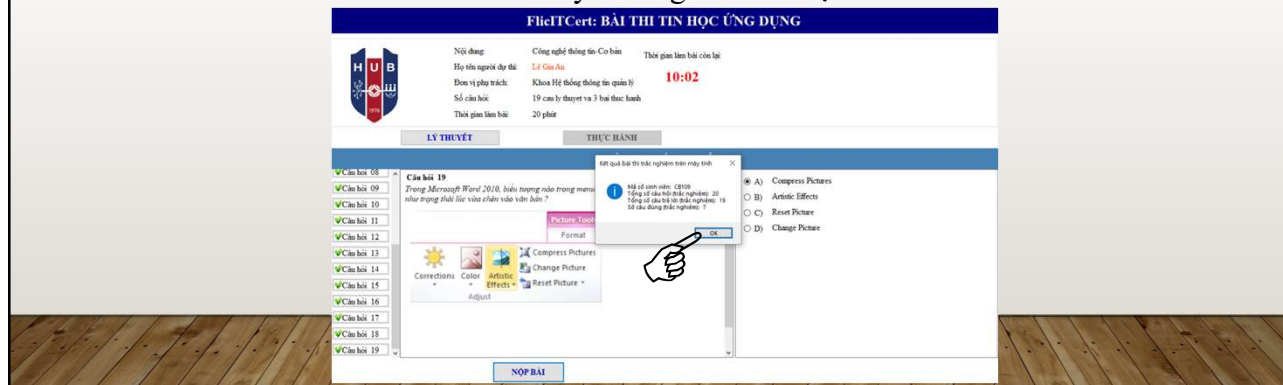 FlicITCert: BÀI THI TIN HỌC ỨNG DỤNG
HUB
1976
Nội dung: Công nghệ thông tin-Cơ bản
Họ tên người dự thi: Lê Gia An
Đơn vị phụ trách: Khoa Hệ thống thông tin quản lý
Số câu hỏi: 19 cau ly thuyet va 3 bai thuc hanh
Thời gian làm bài: 20 phút
Thời gian làm bài còn lại:
10:02
LÝ THUYẾT
THỰC HÀNH
Câu hỏi 08
Câu hỏi 09
Câu hỏi 10
Câu hỏi 11
Câu hỏi 12
Câu hỏi 13
Câu hỏi 14
Câu hỏi 15
Câu hỏi 16
Câu hỏi 17
Câu hỏi 18
Câu hỏi 19
Câu hỏi 19
Trong Microsoft Word 2010, biểu tượng nào trong menu
như trạng thái lúc vừa chèn vào văn bản ?
Picture Tools
Format
Corrections
Color
Artistic Effects
Compress Pictures
Change Picture
Reset Picture
Adjust
Kết quả bài thi trắc nghiệm trên máy tính
Mã số sinh viên: CB109
Tổng số câu hỏi (trắc nghiệm): 20
Tổng số câu trả lời (trắc nghiệm): 19
Số câu đúng (trắc nghiệm): 7
OK
A) Compress Pictures
B) Artistic Effects
C) Reset Picture
D) Change Picture
NỘP BÀI